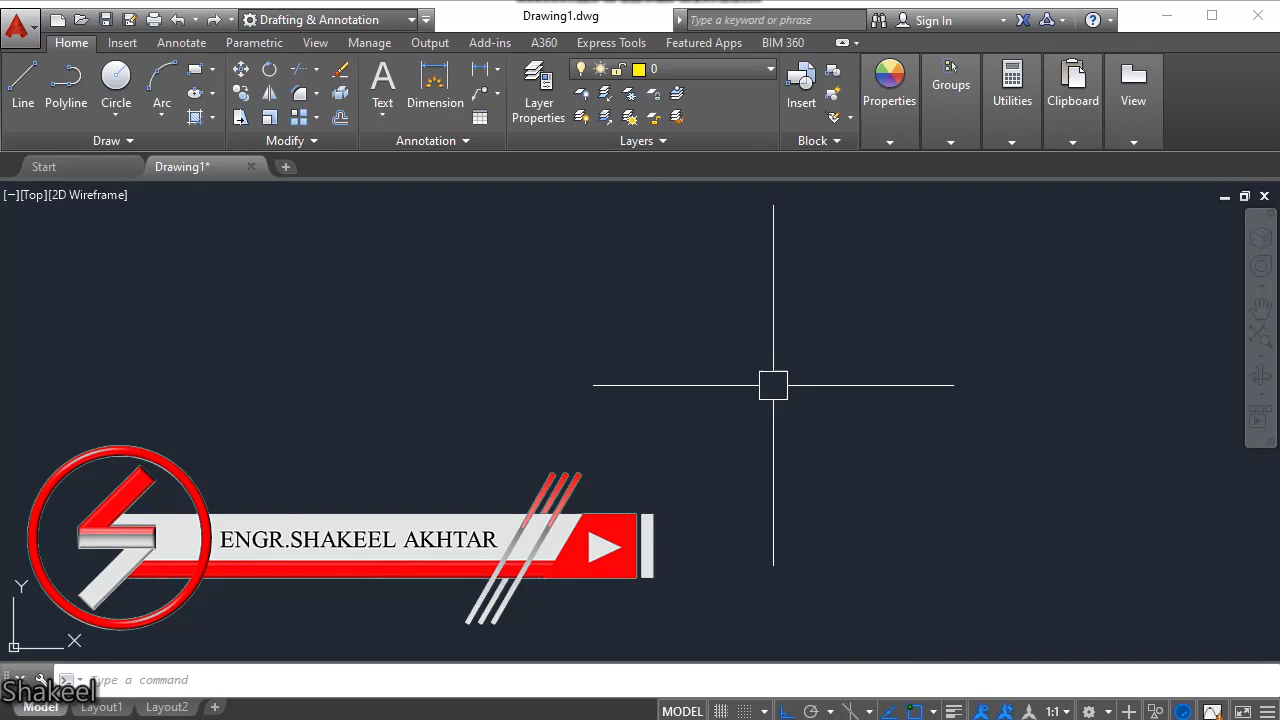 Drafting & Annotation
Drawing1.dwg
Type a keyword or phrase
Sign In
Home Insert Annotate Parametric View Manage Output Add-ins A360 Express Tools Featured Apps BIM 360
Line Polyline Circle Arc
Text Dimension
Layer Properties
0
Insert
Properties Groups Utilities Clipboard View
Draw Modify Annotation Layers Block
Start Drawing1*
[−][Top][2D Wireframe]
ENGR.SHAKEEL AKHTAR
Y
X
Type a command
Shakeel
Model Layout1 Layout2
MODEL 1:1